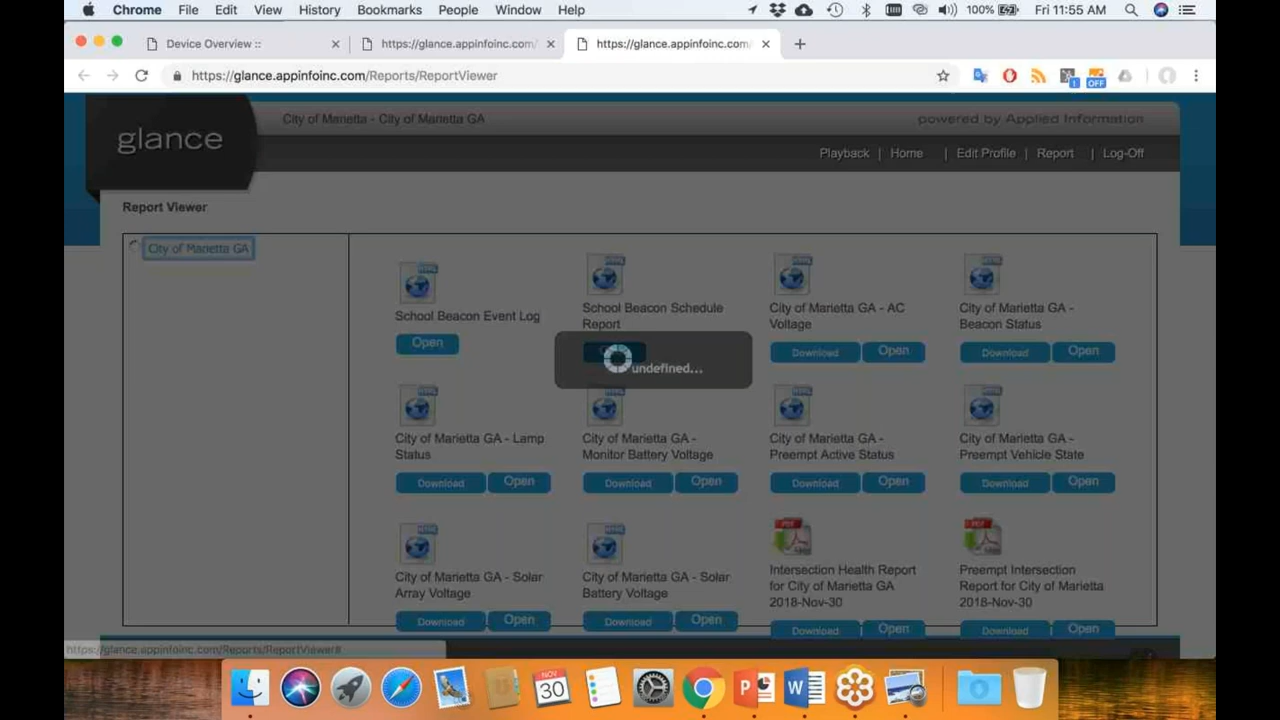 Chrome File Edit View History Bookmarks People Window Help 100% Fri 11:55 AM
Device Overview :: https://glance.appinfoinc.com/ https://glance.appinfoinc.com/
https://glance.appinfoinc.com/Reports/ReportViewer
1 OFF
glance
City of Marietta - City of Marietta GA
powered by Applied Information
Playback | Home | Edit Profile | Report | Log-Off
Report Viewer
City of Marietta GA
School Beacon Event Log
Open
School Beacon Schedule
Report
City of Marietta GA - AC
Voltage
Download Open
City of Marietta GA -
Beacon Status
Download Open
undefined...
City of Marietta GA - Lamp
Status
Download Open
City of Marietta GA -
Monitor Battery Voltage
Download Open
City of Marietta GA -
Preempt Active Status
Download Open
City of Marietta GA -
Preempt Vehicle State
Download Open
City of Marietta GA - Solar
Array Voltage
Download Open
City of Marietta GA - Solar
Battery Voltage
Download Open
PDF
Intersection Health Report
for City of Marietta GA
2018-Nov-30
Download Open
PDF
Preempt Intersection
Report for City of Marietta
2018-Nov-30
Download Open
https://glance.appinfoinc.com/Reports/ReportViewer#
NOV
30
P
W